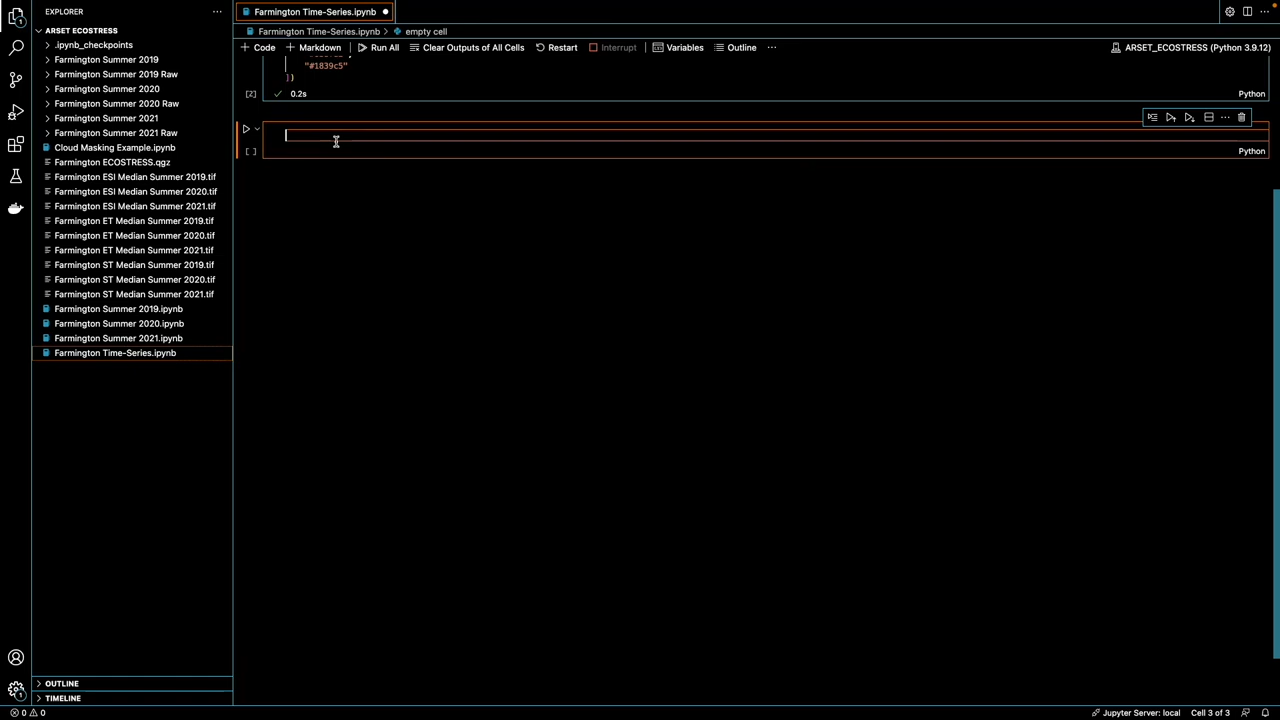 EXPLORER
ARSET ECOSTRESS
.ipynb_checkpoints
Farmington Summer 2019
Farmington Summer 2019 Raw
Farmington Summer 2020
Farmington Summer 2020 Raw
Farmington Summer 2021
Farmington Summer 2021 Raw
Cloud Masking Example.ipynb
Farmington ECOSTRESS.qgz
Farmington ESI Median Summer 2019.tif
Farmington ESI Median Summer 2020.tif
Farmington ESI Median Summer 2021.tif
Farmington ET Median Summer 2019.tif
Farmington ET Median Summer 2020.tif
Farmington ET Median Summer 2021.tif
Farmington ST Median Summer 2019.tif
Farmington ST Median Summer 2020.tif
Farmington ST Median Summer 2021.tif
Farmington Summer 2019.ipynb
Farmington Summer 2020.ipynb
Farmington Summer 2021.ipynb
Farmington Time-Series.ipynb
OUTLINE
TIMELINE
Farmington Time-Series.ipynb
Farmington Time-Series.ipynb > empty cell
+ Code + Markdown Run All Clear Outputs of All Cells Restart Interrupt Variables Outline ... ARSET_ECOSTRESS (Python 3.9.12)
"#1839c5"
])
[2] ✓ 0.2s Python
[ ] Python
1
1
0 0 Jupyter Server: local Cell 3 of 3